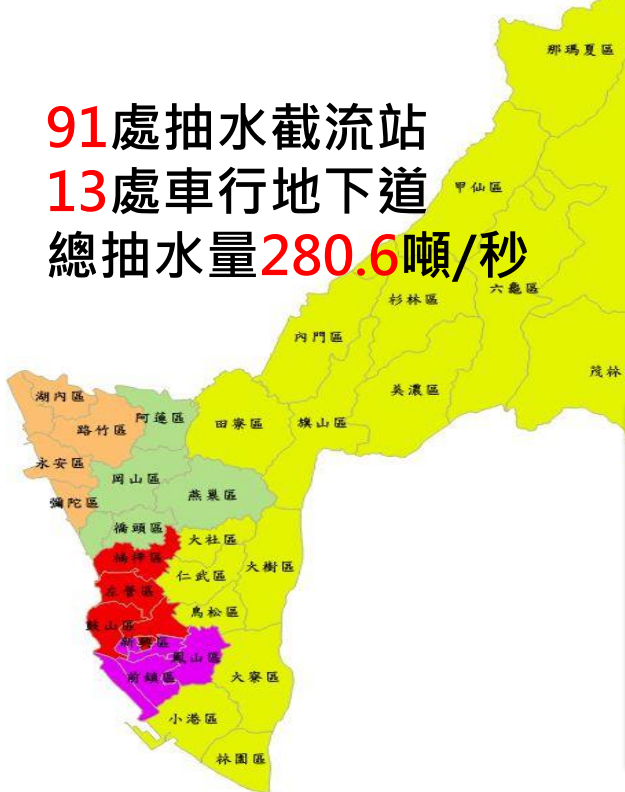 那瑪夏區
91處抽水截流站
13處車行地下道
甲仙區
總抽水量280.6噸/秒
六龜區
杉林區
內門區
茂林
美濃區
湖內區
阿蓮區
路竹區
田寮區
旗山區
永安區
岡山區
燕巢區
彌陀區
橋頭區
大社區
楠梓區
大樹區
仁武區
左營區
鳥松區
鼓山區
新興區
鳳山區
前鎮區
大寮區
小港區
林園區